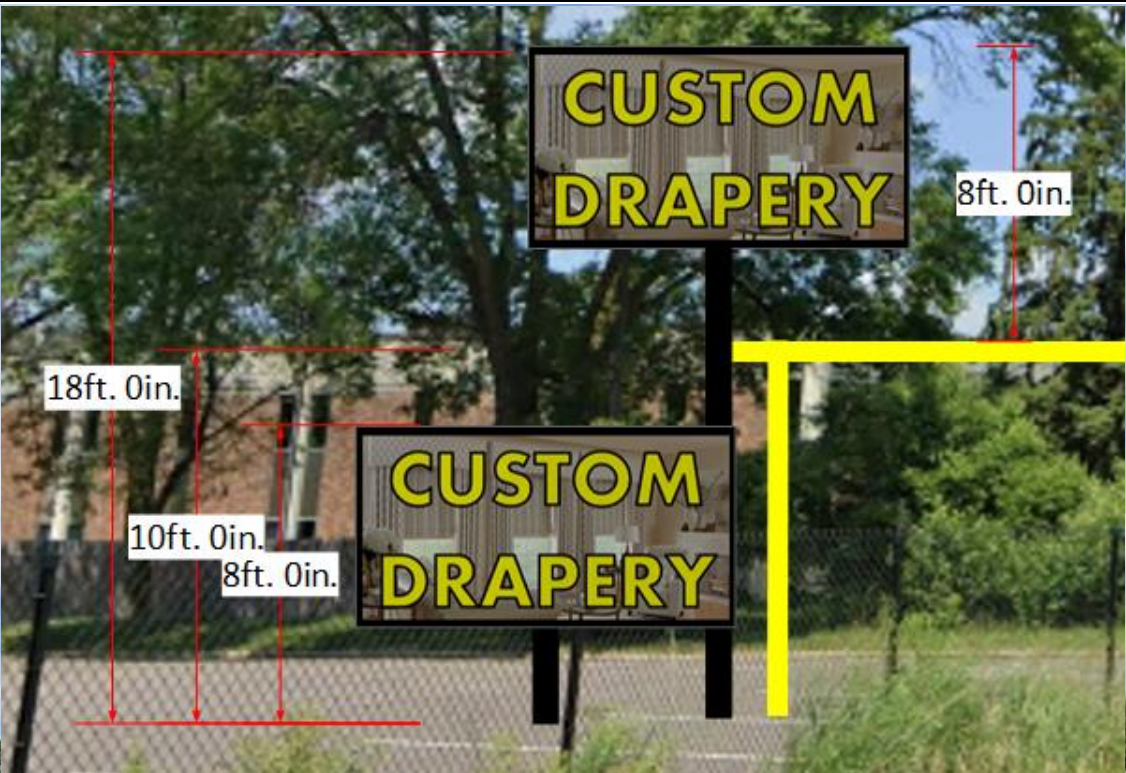 CUSTOM
DRAPERY
8ft. 0in.
18ft. 0in.
10ft. 0in.
8ft. 0in.
CUSTOM
DRAPERY